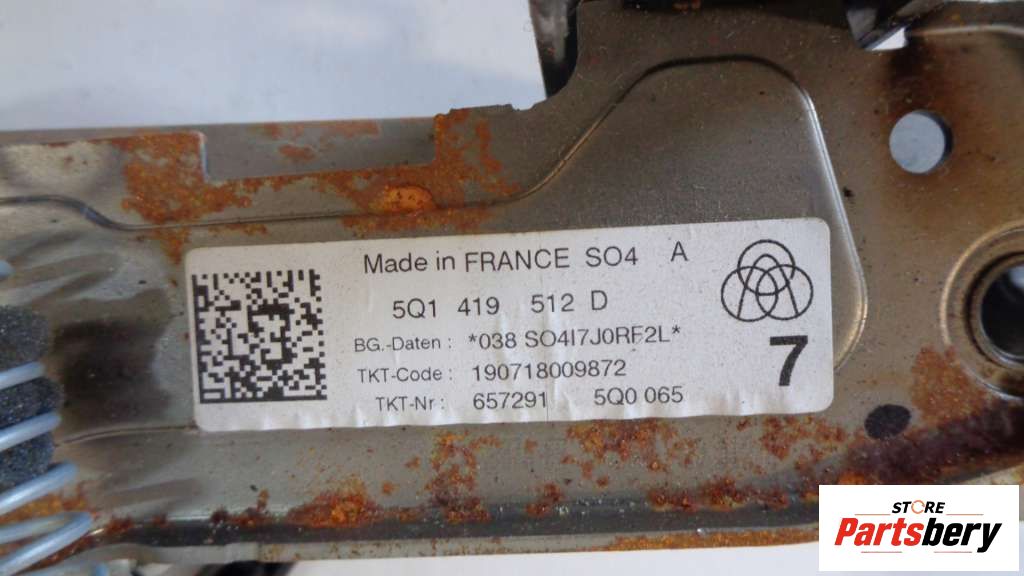 Made in FRANCE SO4 A
5Q1 419 512 D
BG.-Daten : *038 SO4I7J0RF2L*
TKT-Code : 190718009872
TKT-Nr : 657291 5Q0 065
7
STORE
Partsbery